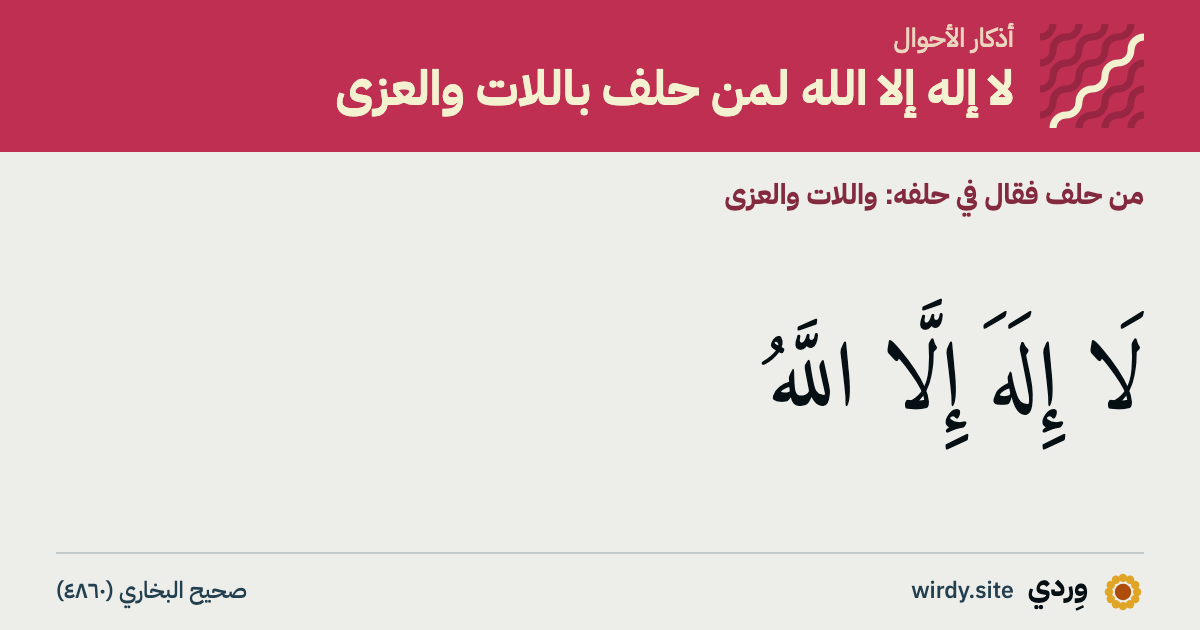 أذكار الأحوال
لا إله إلا الله لمن حلف باللات والعزى
من حلف فقال في حلفه: واللات والعزى
لَا إِلَهَ إِلَّا اللَّهُ
وِردي wirdy.site
صحيح البخاري (٤٨٦٠)